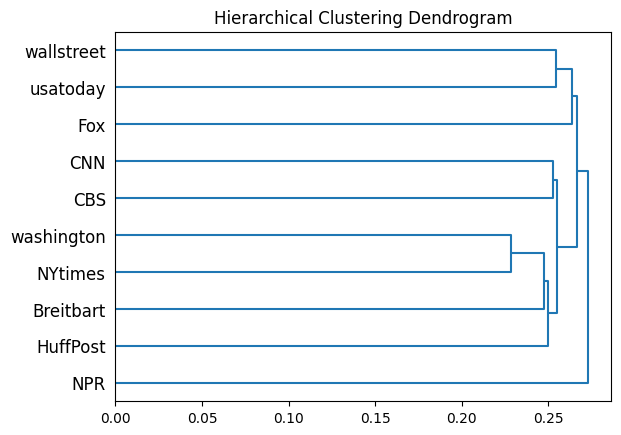 Hierarchical Clustering Dendrogram
wallstreet
usatoday
Fox
CNN
CBS
washington
NYtimes
Breitbart
HuffPost
NPR
0.00 0.05 0.10 0.15 0.20 0.25